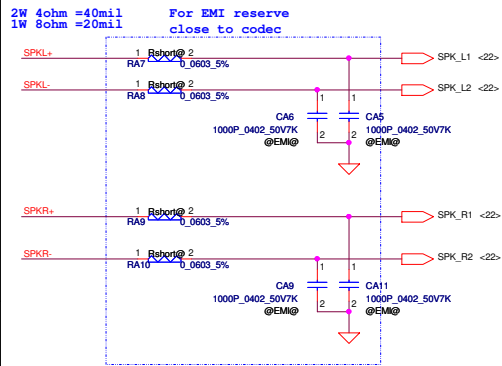 2W 4ohm =40mil
1W 8ohm =20mil
For EMI reserve
close to codec
SPKL+ 1 Rshort@ 2 SPK_L1 <22>
RA7 0_0603_5%
SPKL- 1 Rshort@ 2 SPK_L2 <22>
RA8 0_0603_5%
1 1
CA6 CA5
1000P_0402_50V7K 1000P_0402_50V7K
2 2
@EMI@ @EMI@
SPKR+ 1 Rshort@ 2 SPK_R1 <22>
RA9 0_0603_5%
SPKR- 1 Rshort@ 2 SPK_R2 <22>
RA10 0_0603_5%
1 1
CA9 CA11
1000P_0402_50V7K 1000P_0402_50V7K
2 2
@EMI@ @EMI@